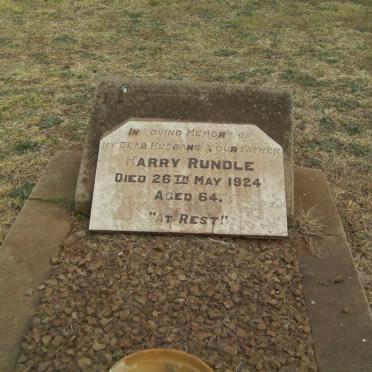 In Loving Memory of
My Dear Husband & Our Father
Harry Rundle
Died 26th May 1924
Aged 64.
"At Rest"